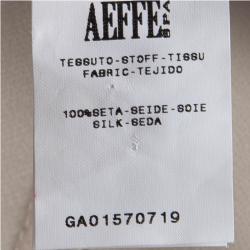 AEFFE SPA
TESSUTO-STOFF-TISSU
FABRIC-TEJIDO
100%SETA-SEIDE-SOIE
SILK-SEDA
GA01570719